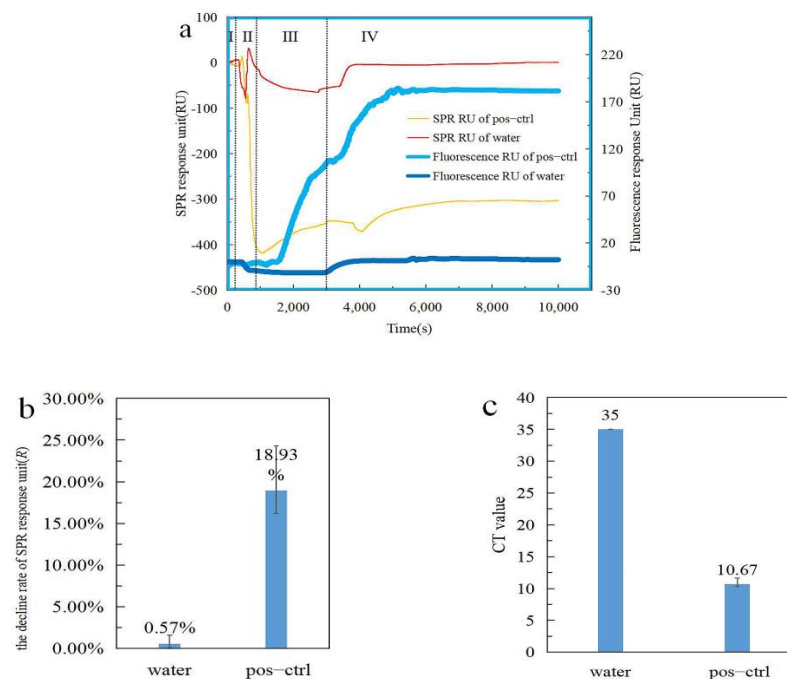 a
I II III IV
SPR response unit(RU)
100
0
-100
-200
-300
-400
-500
0 2,000 4,000 6,000 8,000 10,000
Time(s)
220
170
120
70
20
-30
Fluorescence response Unit (RU)
SPR RU of pos−ctrl
SPR RU of water
Fluorescence RU of pos−ctrl
Fluorescence RU of water
b
the decline rate of SPR response unit(R)
30.00%
25.00%
20.00%
15.00%
10.00%
5.00%
0.00%
0.57%
18.93
%
water pos−ctrl
c
CT value
40
35
30
25
20
15
10
5
0
35
10.67
water pos−ctrl